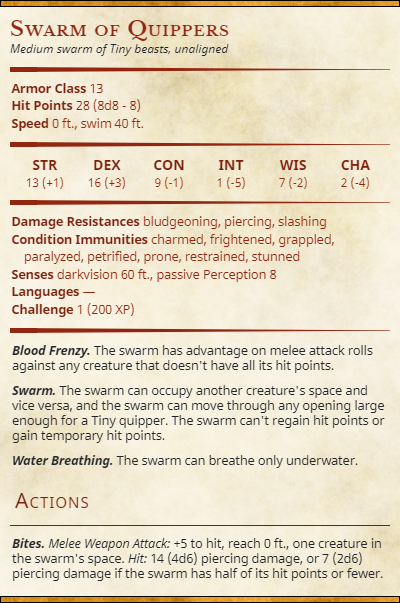 Swarm of Quippers
Medium swarm of Tiny beasts, unaligned
Armor Class 13
Hit Points 28 (8d8 - 8)
Speed 0 ft., swim 40 ft.
STR DEX CON INT WIS CHA
13 (+1) 16 (+3) 9 (-1) 1 (-5) 7 (-2) 2 (-4)
Damage Resistances bludgeoning, piercing, slashing
Condition Immunities charmed, frightened, grappled,
paralyzed, petrified, prone, restrained, stunned
Senses darkvision 60 ft., passive Perception 8
Languages —
Challenge 1 (200 XP)
Blood Frenzy. The swarm has advantage on melee attack rolls
against any creature that doesn't have all its hit points.
Swarm. The swarm can occupy another creature's space and
vice versa, and the swarm can move through any opening large
enough for a Tiny quipper. The swarm can't regain hit points or
gain temporary hit points.
Water Breathing. The swarm can breathe only underwater.
Actions
Bites. Melee Weapon Attack: +5 to hit, reach 0 ft., one creature in
the swarm's space. Hit: 14 (4d6) piercing damage, or 7 (2d6)
piercing damage if the swarm has half of its hit points or fewer.